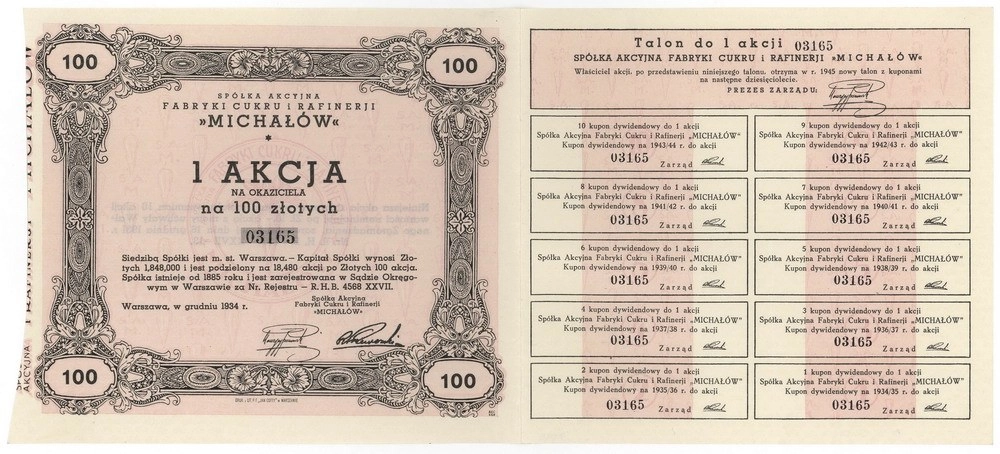 100
100
SPÓŁKA AKCYJNA
FABRYKI CUKRU I RAFINERJI
»MICHAŁÓW«
1 AKCJA
NA OKAZICIELA
na 100 złotych
03165
Siedzibą Spółki jest m. st. Warszawa. – Kapitał Spółki wynosi Zło-
tych 1,848,000 i jest podzielony na 18,480 akcji po Złotych 100 akcja.
Spółka istnieje od 1885 roku i jest zarejestrowana w Sądzie Okręgo-
wym w Warszawie za Nr. Rejestru – R. H. B. 4568 XXVII.
Warszawa, w grudniu 1934 r.
Spółka Akcyjna
Fabryki Cukru i Rafinerji
»MICHAŁÓW«
100
100
AKCYJNA
Talon do 1 akcji 03165
SPÓŁKA AKCYJNA FABRYKI CUKRU I RAFINERJI »MICHAŁÓW«
Właściciel akcji, po przedstawieniu niniejszego talonu, otrzyma w r. 1945 nowy talon z kuponami
na następne dziesięciolecie.
PREZES ZARZĄDU:
10 kupon dywidendowy do 1 akcji
Spółka Akcyjna Fabryki Cukru i Rafinerji „MICHAŁÓW"
Kupon dywidendowy na 1943/44 r. do akcji
03165
Zarząd
9 kupon dywidendowy do 1 akcji
Spółka Akcyjna Fabryki Cukru i Rafinerji „MICHAŁÓW"
Kupon dywidendowy na 1942/43 r. do akcji
03165
Zarząd
8 kupon dywidendowy do 1 akcji
Spółka Akcyjna Fabryki Cukru i Rafinerji „MICHAŁÓW"
Kupon dywidendowy na 1941/42 r. do akcji
03165
Zarząd
7 kupon dywidendowy do 1 akcji
Spółka Akcyjna Fabryki Cukru i Rafinerji „MICHAŁÓW"
Kupon dywidendowy na 1940/41 r. do akcji
03165
Zarząd
6 kupon dywidendowy do 1 akcji
Spółka Akcyjna Fabryki Cukru i Rafinerji „MICHAŁÓW"
Kupon dywidendowy na 1939/40 r. do akcji
03165
Zarząd
5 kupon dywidendowy do 1 akcji
Spółka Akcyjna Fabryki Cukru i Rafinerji „MICHAŁÓW"
Kupon dywidendowy na 1938/39 r. do akcji
03165
Zarząd
4 kupon dywidendowy do 1 akcji
Spółka Akcyjna Fabryki Cukru i Rafinerji „MICHAŁÓW"
Kupon dywidendowy na 1937/38 r. do akcji
03165
Zarząd
3 kupon dywidendowy do 1 akcji
Spółka Akcyjna Fabryki Cukru i Rafinerji „MICHAŁÓW"
Kupon dywidendowy na 1936/37 r. do akcji
03165
Zarząd
2 kupon dywidendowy do 1 akcji
Spółka Akcyjna Fabryki Cukru i Rafinerji „MICHAŁÓW"
Kupon dywidendowy na 1935/36 r. do akcji
03165
Zarząd
1 kupon dywidendowy do 1 akcji
Spółka Akcyjna Fabryki Cukru i Rafinerji „MICHAŁÓW"
Kupon dywidendowy na 1934/35 r. do akcji
03165
Zarząd